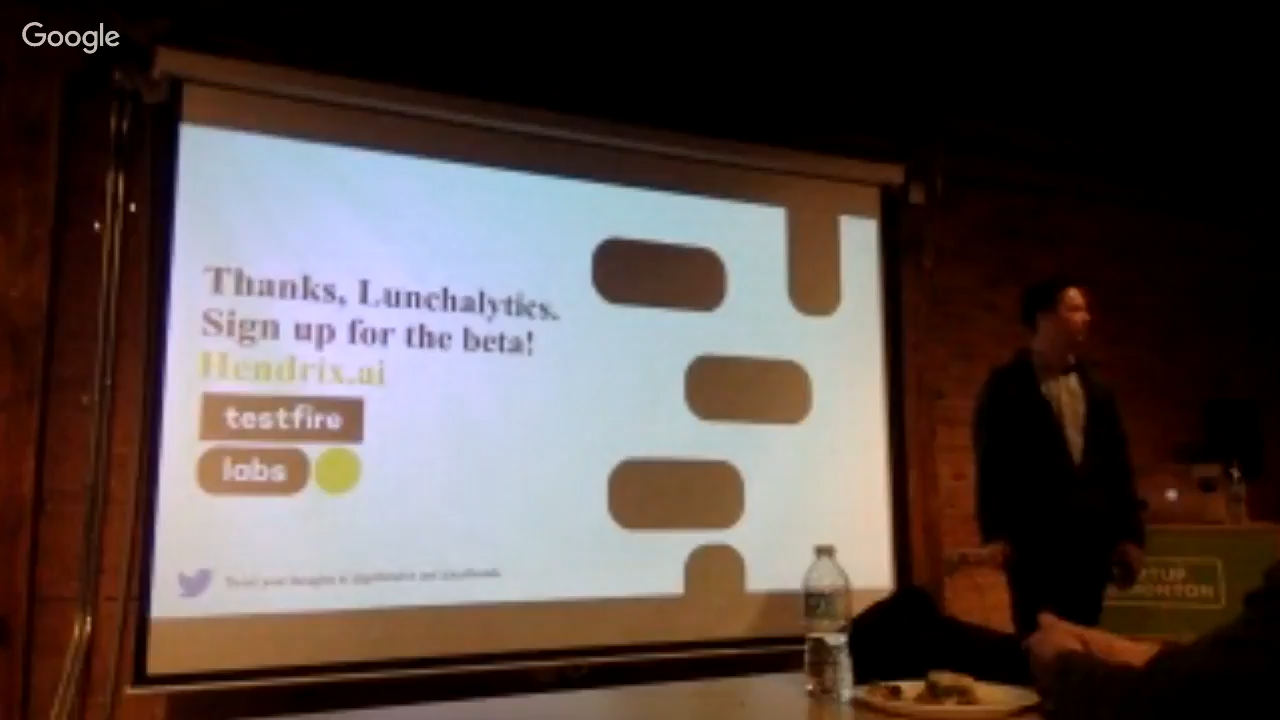 Google
Thanks, Lunchalytics.
Sign up for the beta!
Hendrix.ai
testfire
labs